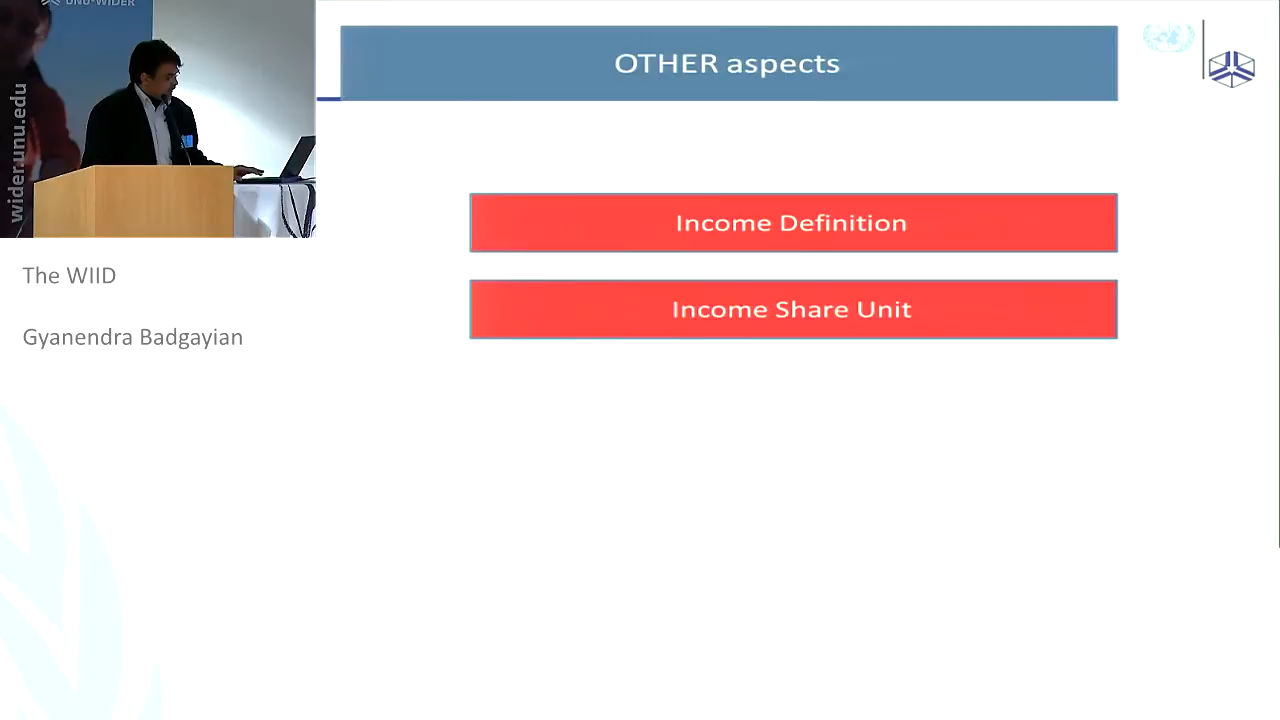 UNU-WIDER
wider.unu.edu
OTHER aspects
Income Definition
Income Share Unit
The WIID
Gyanendra Badgayian